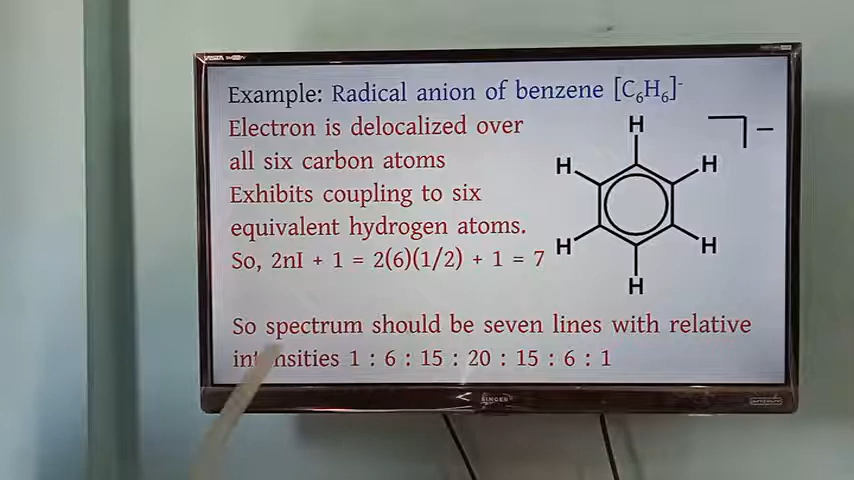 Example: Radical anion of benzene [C₆H₆]⁻
Electron is delocalized over
all six carbon atoms
Exhibits coupling to six
equivalent hydrogen atoms.
So, 2nI + 1 = 2(6)(1/2) + 1 = 7
H
H H
H H
H
−
So spectrum should be seven lines with relative
intensities 1 : 6 : 15 : 20 : 15 : 6 : 1
SINGER